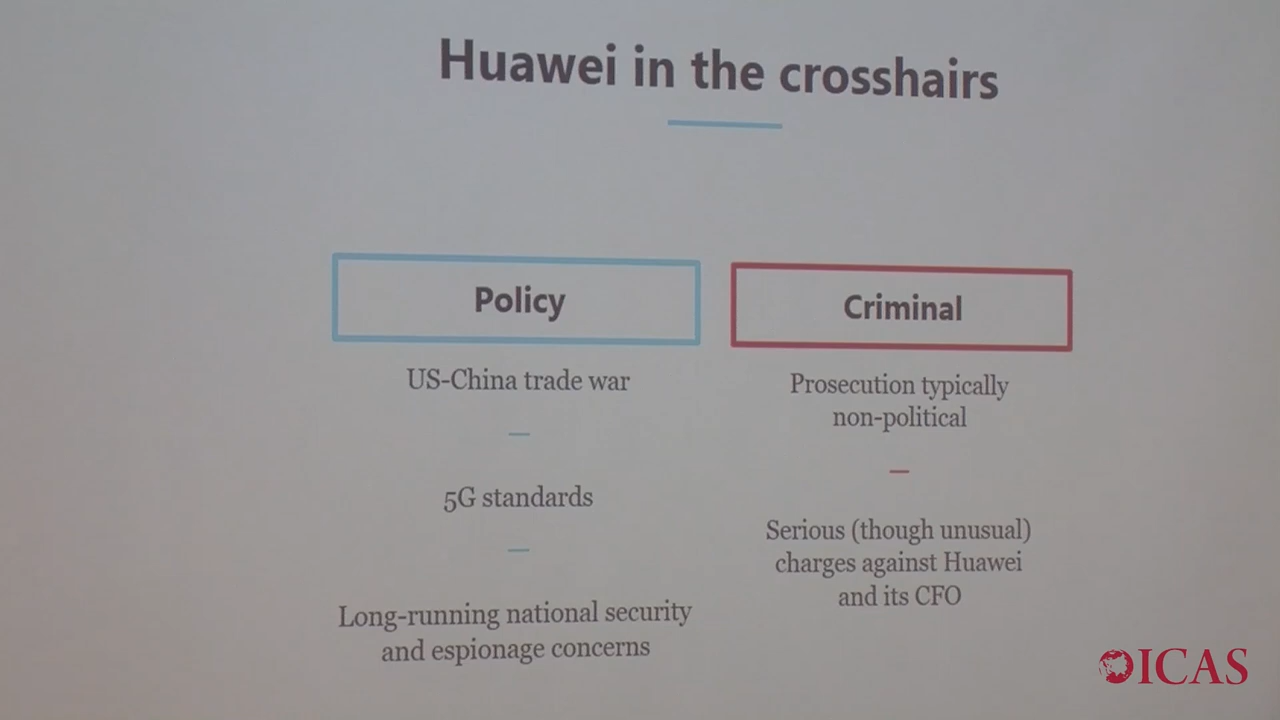 Huawei in the crosshairs
Policy
US-China trade war
5G standards
Long-running national security
and espionage concerns
Criminal
Prosecution typically
non-political
Serious (though unusual)
charges against Huawei
and its CFO
ICAS